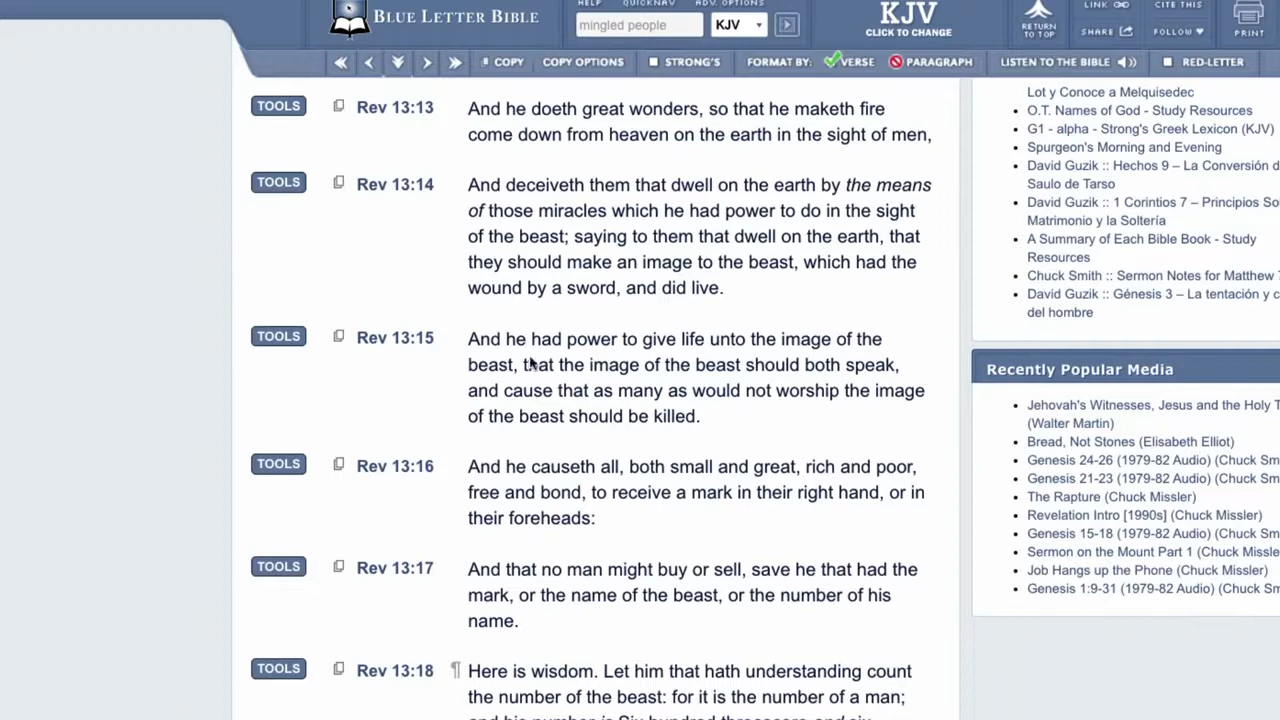 HELP QUICKNAV ADV. OPTIONS
BLUE LETTER BIBLE
mingled people
KJV
KJV
CLICK TO CHANGE
RETURN
TO TOP
LINK
SHARE
CITE THIS
FOLLOW
PRINT
COPY COPY OPTIONS STRONG'S FORMAT BY: VERSE PARAGRAPH LISTEN TO THE BIBLE RED-LETTER
TOOLS Rev 13:13 And he doeth great wonders, so that he maketh fire
come down from heaven on the earth in the sight of men,
TOOLS Rev 13:14 And deceiveth them that dwell on the earth by the means
of those miracles which he had power to do in the sight
of the beast; saying to them that dwell on the earth, that
they should make an image to the beast, which had the
wound by a sword, and did live.
TOOLS Rev 13:15 And he had power to give life unto the image of the
beast, that the image of the beast should both speak,
and cause that as many as would not worship the image
of the beast should be killed.
TOOLS Rev 13:16 And he causeth all, both small and great, rich and poor,
free and bond, to receive a mark in their right hand, or in
their foreheads:
TOOLS Rev 13:17 And that no man might buy or sell, save he that had the
mark, or the name of the beast, or the number of his
name.
TOOLS Rev 13:18 ¶ Here is wisdom. Let him that hath understanding count
the number of the beast: for it is the number of a man;
and his number is Six hundred threescore and six.
Lot y Conoce a Melquisedec
O.T. Names of God - Study Resources
G1 - alpha - Strong's Greek Lexicon (KJV)
Spurgeon's Morning and Evening
David Guzik :: Hechos 9 – La Conversión d
Saulo de Tarso
David Guzik :: 1 Corintios 7 – Principios So
Matrimonio y la Soltería
A Summary of Each Bible Book - Study
Resources
Chuck Smith :: Sermon Notes for Matthew 7
David Guzik :: Génesis 3 – La tentación y c
del hombre
Recently Popular Media
Jehovah's Witnesses, Jesus and the Holy T
(Walter Martin)
Bread, Not Stones (Elisabeth Elliot)
Genesis 24-26 (1979-82 Audio) (Chuck Sm
Genesis 21-23 (1979-82 Audio) (Chuck Sm
The Rapture (Chuck Missler)
Revelation Intro [1990s] (Chuck Missler)
Genesis 15-18 (1979-82 Audio) (Chuck Sm
Sermon on the Mount Part 1 (Chuck Missle
Job Hangs up the Phone (Chuck Missler)
Genesis 1:9-31 (1979-82 Audio) (Chuck Sm